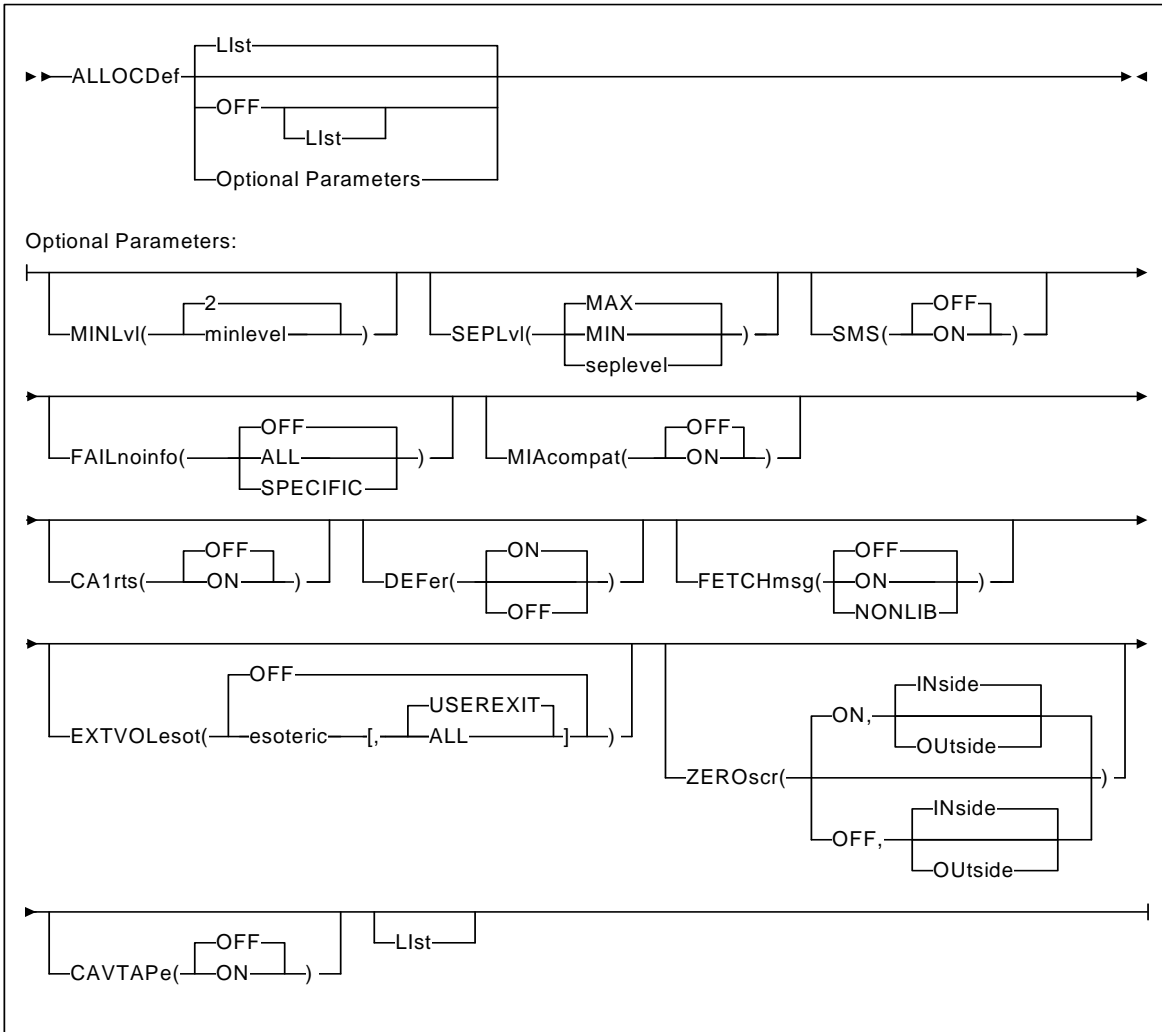 LIst
ALLOCDef
OFF
LIst
Optional Parameters
Optional Parameters:
2
MAX
OFF
MINLvl( minlevel )
SEPLvl( MIN )
SMS( ON )
seplevel
OFF
OFF
FAILnoinfo( ALL )
MIAcompat( ON )
SPECIFIC
OFF
ON
OFF
CA1rts( ON )
DEFer( )
FETCHmsg( ON )
OFF
NONLIB
OFF
INside
USEREXIT
ON,
EXTVOLesot( esoteric [, ALL ] )
OUtside
ZEROscr( )
INside
OFF,
OUtside
OFF
LIst
CAVTAPe( ON )